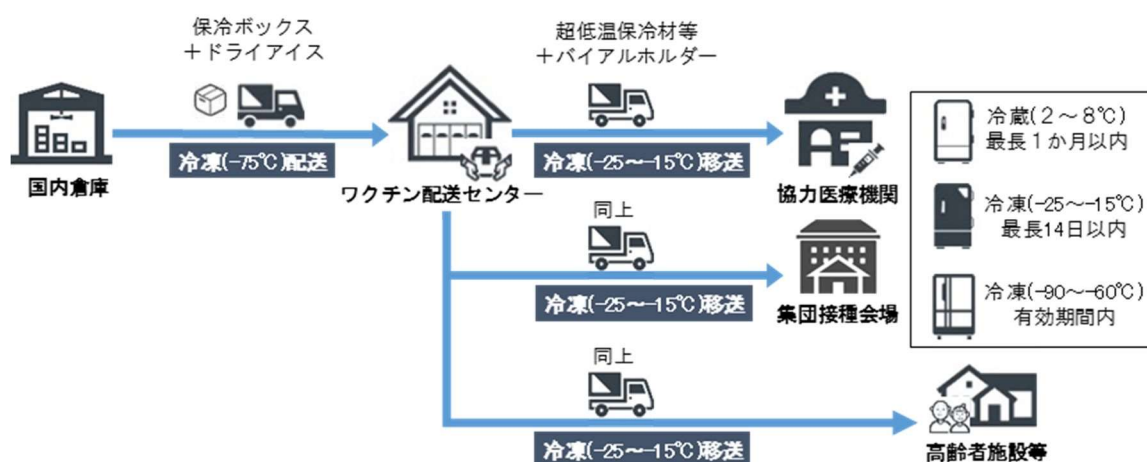 保冷ボックス
＋ドライアイス
冷凍(-75℃)配送
国内倉庫
ワクチン配送センター
超低温保冷材等
＋バイアルホルダー
冷凍(-25～-15℃)移送
協力医療機関
同上
冷凍(-25～-15℃)移送
集団接種会場
同上
冷凍(-25～-15℃)移送
高齢者施設等
冷蔵(2～8℃)
最長1か月以内
冷凍(-25～-15℃)
最長14日以内
冷凍(-90～-60℃)
有効期間内